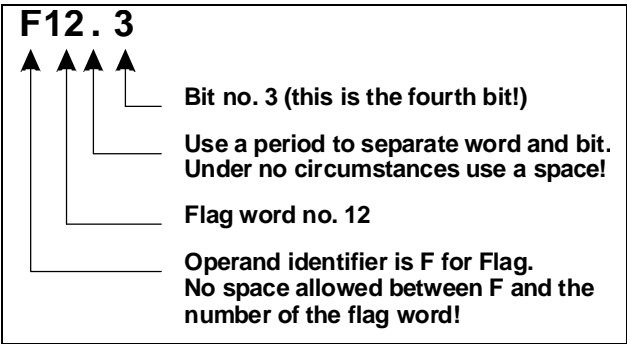 F12.3
Bit no. 3 (this is the fourth bit!)
Use a period to separate word and bit.
Under no circumstances use a space!
Flag word no. 12
Operand identifier is F for Flag.
No space allowed between F and the
number of the flag word!